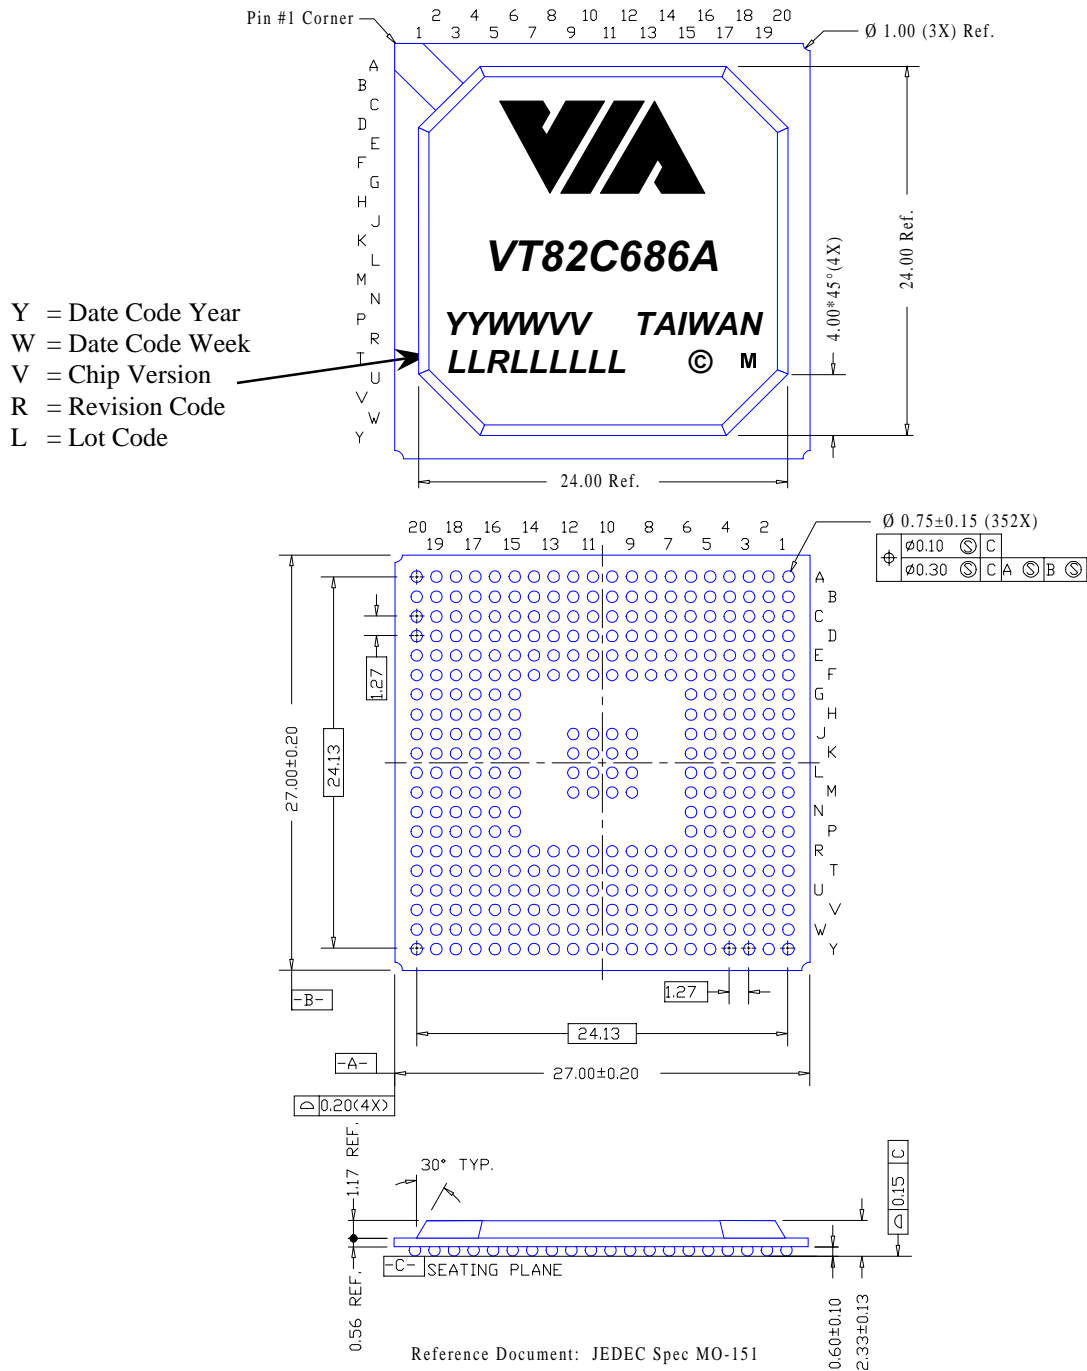 Pin #1 Corner
2 4 6 8 10 12 14 16 18 20
1 3 5 7 9 11 13 15 17 19
Ø 1.00 (3X) Ref.
A
B
C
D
E
F
G
H
J
K
L
M
N
P
R
T
U
V
W
Y
VIA
VT82C686A
YYWWVV TAIWAN
LLRLLLLLL © M
4.00*45°(4X)
24.00 Ref.
24.00 Ref.
Y = Date Code Year
W = Date Code Week
V = Chip Version
R = Revision Code
L = Lot Code
20 18 16 14 12 10 8 6 4 2
19 17 15 13 11 9 7 5 3 1
Ø 0.75±0.15 (352X)
⌀0.10 Ⓢ C
⌀0.30 Ⓢ C A Ⓢ B Ⓢ
A
B
C
D
E
F
G
H
J
K
L
M
N
P
R
T
U
V
W
Y
1.27
24.13
27.00±0.20
-B-
1.27
24.13
-A-
27.00±0.20
0.20(4X)
1.17 REF.
30° TYP.
0.15 C
-C- SEATING PLANE
0.56 REF.
0.60±0.10
2.33±0.13
Reference Document: JEDEC Spec MO-151